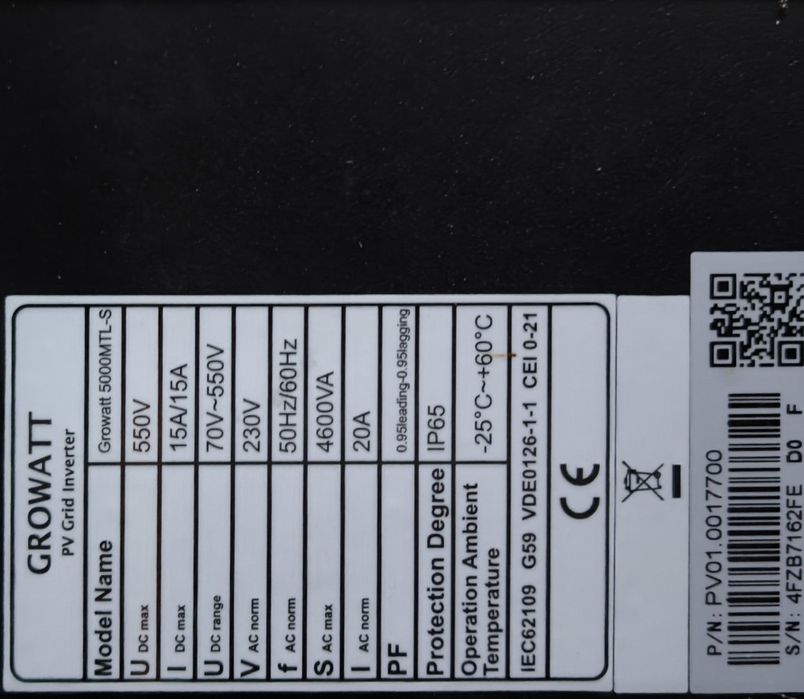 GROWATT
PV Grid Inverter
Model Name Growatt 5000MTL-S
U DC max 550V
I DC max 15A/15A
U DC range 70V~550V
V AC norm 230V
f AC norm 50Hz/60Hz
S AC max 4600VA
I AC norm 20A
PF 0.95leading-0.95lagging
Protection Degree IP65
Operation Ambient
Temperature -25°C~+60°C
IEC62109 G59 VDE0126-1-1 CEI 0-21
CE
P/N: PV01.0017700
S/N: 4FZB7162FE D0 F